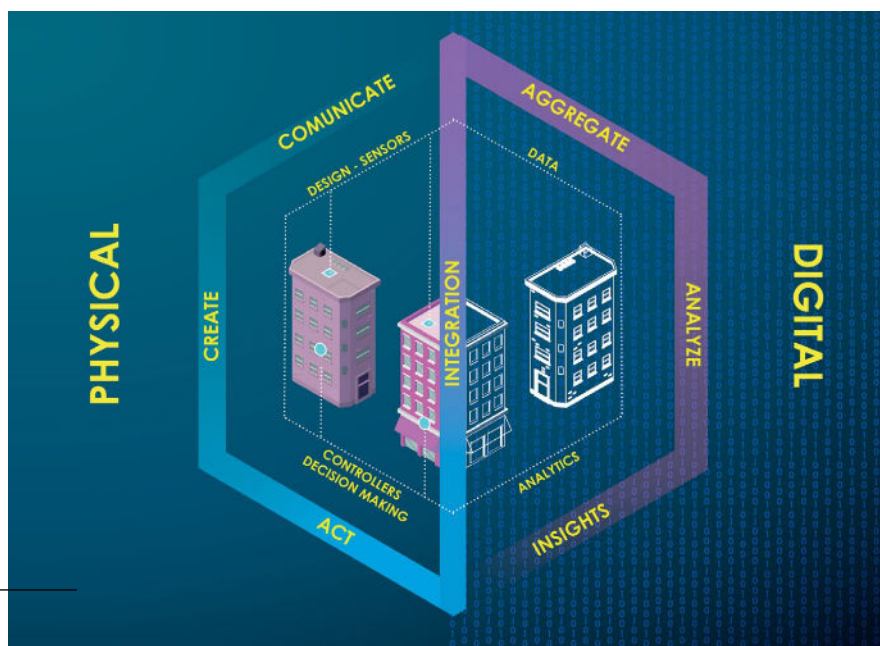 PHYSICAL
COMUNICATE
CREATE
ACT
DESIGN - SENSORS
CONTROLLERS
DECISION MAKING
INTEGRATION
AGGREGATE
DATA
ANALYZE
ANALYTICS
INSIGHTS
DIGITAL